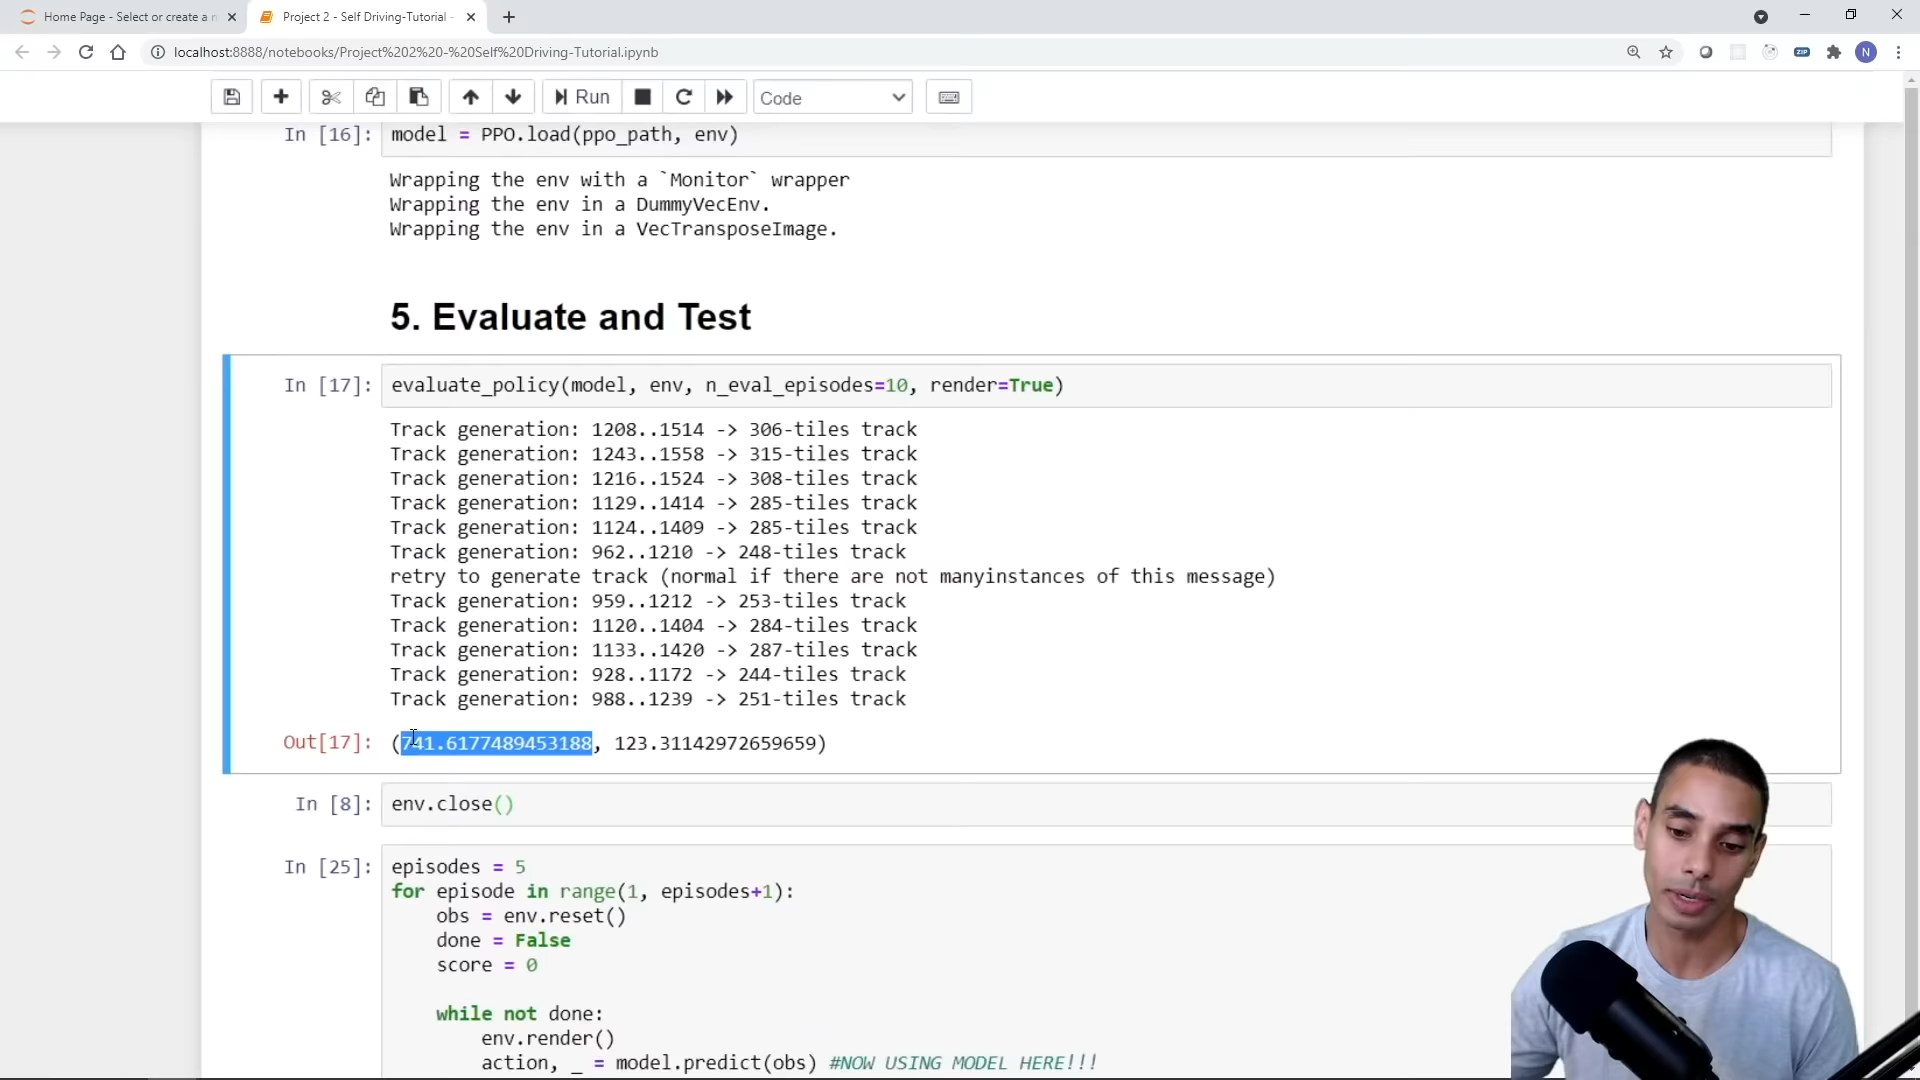 Home Page - Select or create a n
Project 2 - Self Driving-Tutorial -
localhost:8888/notebooks/Project%202%20-%20Self%20Driving-Tutorial.ipynb
ZIP
N
Run
Code
In [16]: model = PPO.load(ppo_path, env)
Wrapping the env with a `Monitor` wrapper
Wrapping the env in a DummyVecEnv.
Wrapping the env in a VecTransposeImage.
5. Evaluate and Test
In [17]: evaluate_policy(model, env, n_eval_episodes=10, render=True)
Track generation: 1208..1514 -> 306-tiles track
Track generation: 1243..1558 -> 315-tiles track
Track generation: 1216..1524 -> 308-tiles track
Track generation: 1129..1414 -> 285-tiles track
Track generation: 1124..1409 -> 285-tiles track
Track generation: 962..1210 -> 248-tiles track
retry to generate track (normal if there are not manyinstances of this message)
Track generation: 959..1212 -> 253-tiles track
Track generation: 1120..1404 -> 284-tiles track
Track generation: 1133..1420 -> 287-tiles track
Track generation: 928..1172 -> 244-tiles track
Track generation: 988..1239 -> 251-tiles track
Out[17]: (741.6177489453188, 123.31142972659659)
In [8]: env.close()
In [25]: episodes = 5
for episode in range(1, episodes+1):
obs = env.reset()
done = False
score = 0
while not done:
env.render()
action, _ = model.predict(obs) #NOW USING MODEL HERE!!!